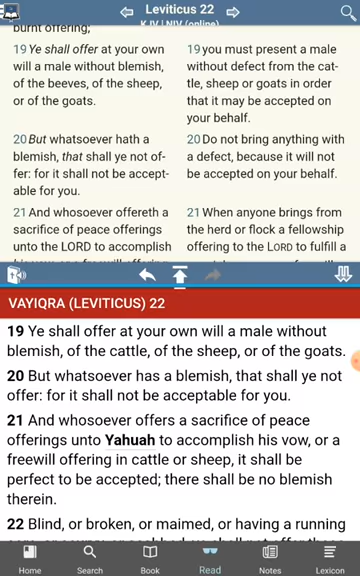 Leviticus 22
KJV | NIV (online)
burnt offering;
19 Ye shall offer at your own
will a male without blemish,
of the beeves, of the sheep,
or of the goats.
20 But whatsoever hath a
blemish, that shall ye not of-
fer: for it shall not be accept-
able for you.
21 And whosoever offereth a
sacrifice of peace offerings
unto the LORD to accomplish
19 you must present a male
without defect from the cat-
tle, sheep or goats in order
that it may be accepted on
your behalf.
20 Do not bring anything with
a defect, because it will not
be accepted on your behalf.
21 When anyone brings from
the herd or flock a fellowship
offering to the LORD to fulfill a
VAYIQRA (LEVITICUS) 22
19 Ye shall offer at your own will a male without
blemish, of the cattle, of the sheep, or of the goats.
20 But whatsoever has a blemish, that shall ye not
offer: for it shall not be acceptable for you.
21 And whosoever offers a sacrifice of peace
offerings unto Yahuah to accomplish his vow, or a
freewill offering in cattle or sheep, it shall be
perfect to be accepted; there shall be no blemish
therein.
22 Blind, or broken, or maimed, or having a running
Home
Search
Book
Read
Notes
Lexicon